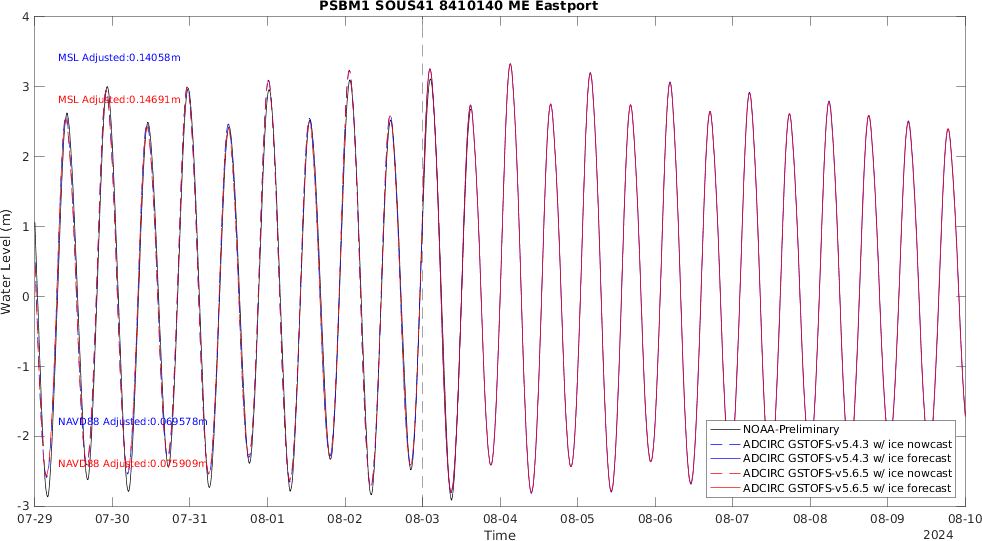 PSBM1 SOUS41 8410140 ME Eastport
Water Level (m)
4
3
2
1
0
-1
-2
-3
MSL Adjusted:0.14058m
MSL Adjusted:0.14691m
NAVD88 Adjusted:0.069578m
NAVD88 Adjusted:0.075909m
NOAA-Preliminary
ADCIRC GSTOFS-v5.4.3 w/ ice nowcast
ADCIRC GSTOFS-v5.4.3 w/ ice forecast
ADCIRC GSTOFS-v5.6.5 w/ ice nowcast
ADCIRC GSTOFS-v5.6.5 w/ ice forecast
07-29 07-30 07-31 08-01 08-02 08-03 08-04 08-05 08-06 08-07 08-08 08-09 08-10
Time
2024